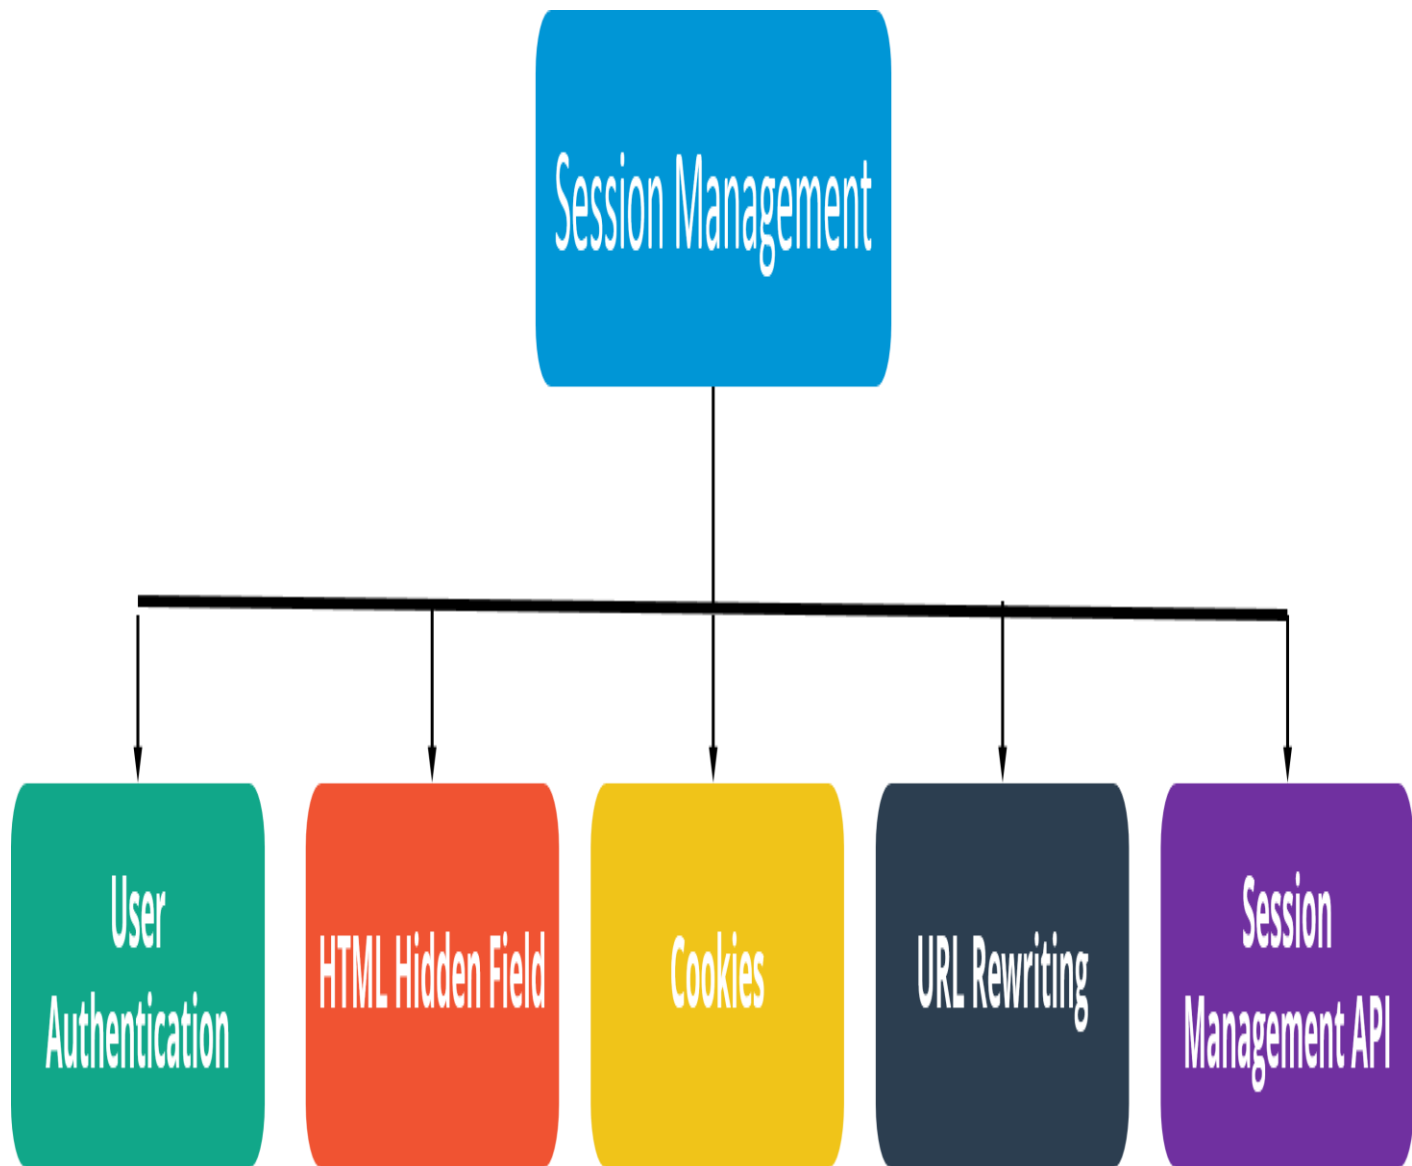 Session Management
User
Authentication
HTML Hidden Field
Cookies
URL Rewriting
Session
Management API